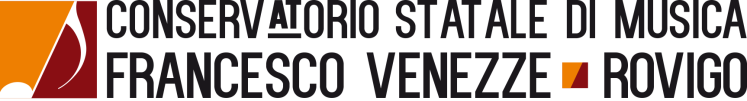 CONSERVATORIO STATALE DI MUSICA
FRANCESCO VENEZZE ROVIGO